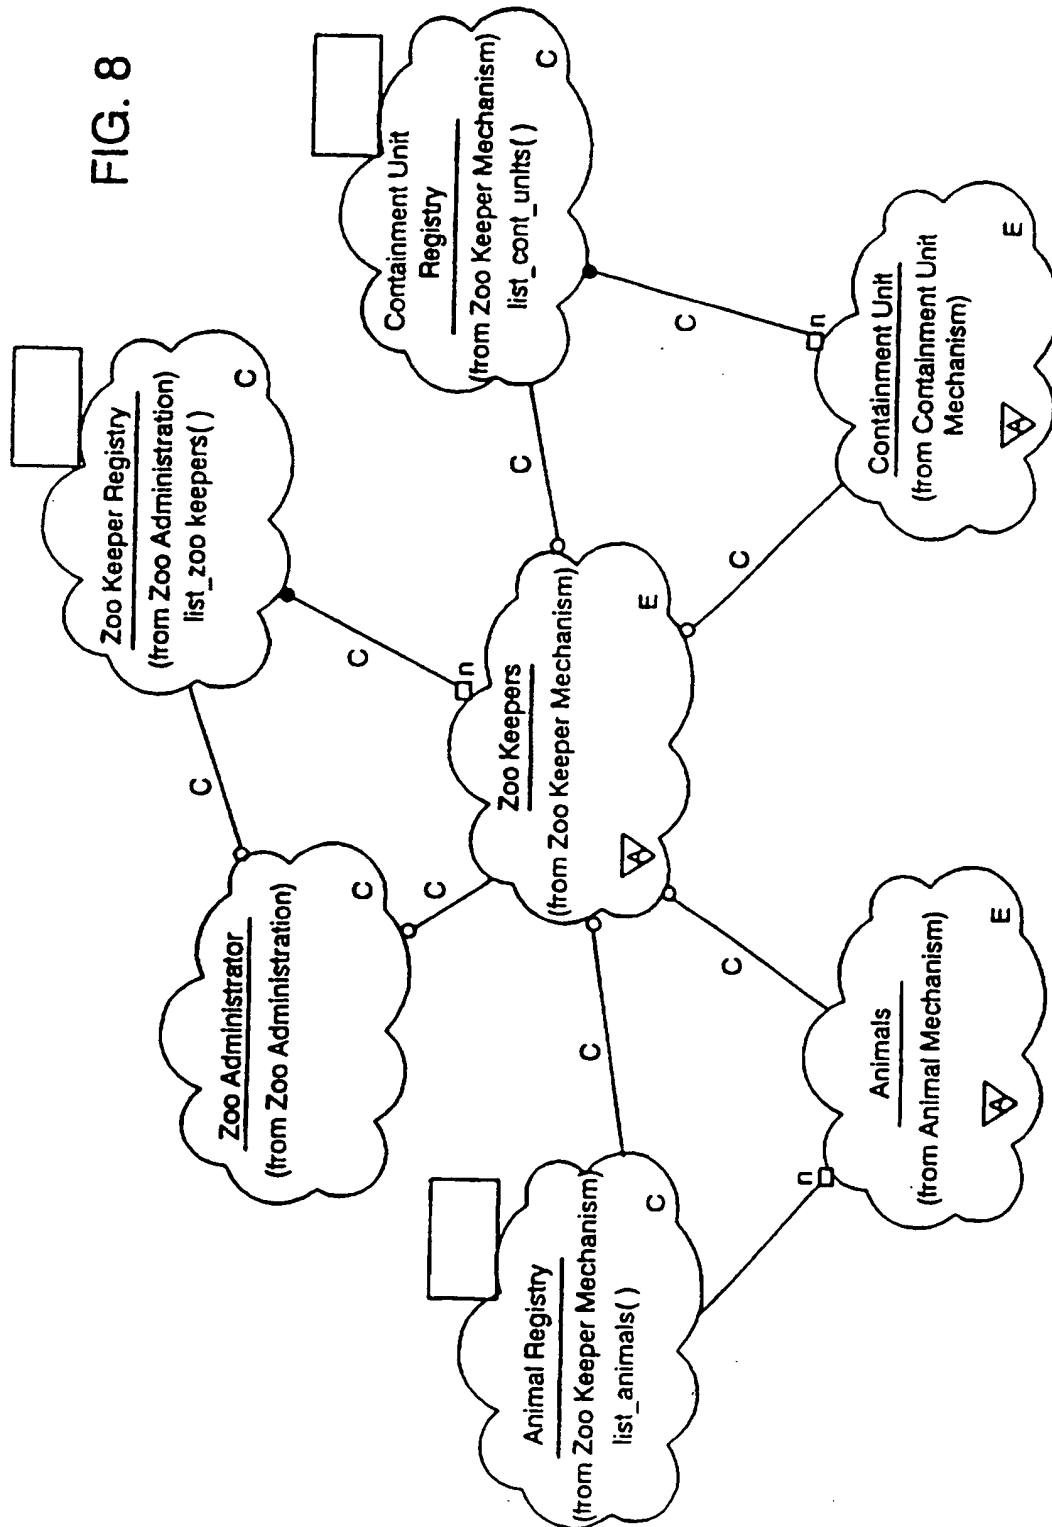 FIG. 8
Zoo Keeper Registry
(from Zoo Administration)
list_zoo keepers( )
C
Containment Unit
Registry
(from Zoo Keeper Mechanism)
list_cont_units( )
C
Zoo Administrator
(from Zoo Administration)
C
C
C
C
C
C
n
n
Zoo Keepers
(from Zoo Keeper Mechanism)
A
E
Animal Registry
(from Zoo Keeper Mechanism)
list_animals( )
C
C
C
C
n
Animals
(from Animal Mechanism)
A
E
Containment Unit
(from Containment Unit
Mechanism)
A
E